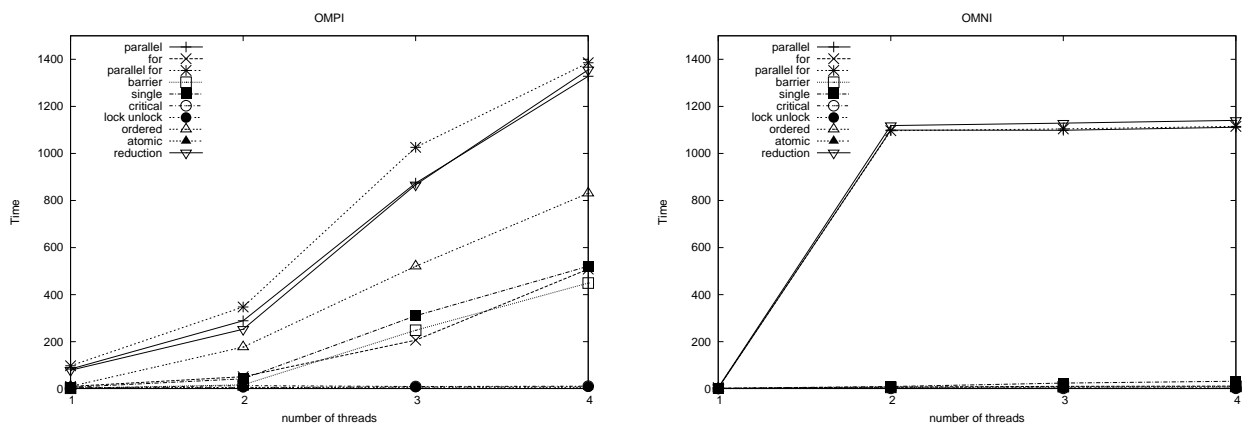 OMPI
Time
1400
1200
1000
800
600
400
200
0
parallel
for
parallel for
barrier
single
critical
lock unlock
ordered
atomic
reduction
1
2
3
4
number of threads
OMNI
Time
1400
1200
1000
800
600
400
200
0
parallel
for
parallel for
barrier
single
critical
lock unlock
ordered
atomic
reduction
1
2
3
4
number of threads